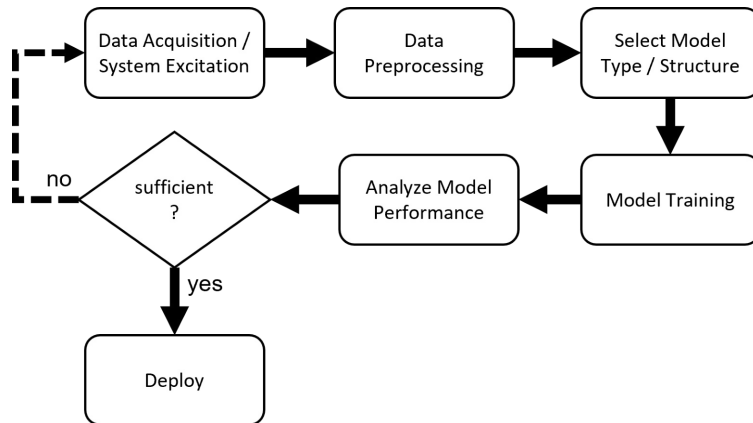 Data Acquisition /
System Excitation
Data
Preprocessing
Select Model
Type / Structure
Model Training
Analyze Model
Performance
sufficient
?
no
yes
Deploy